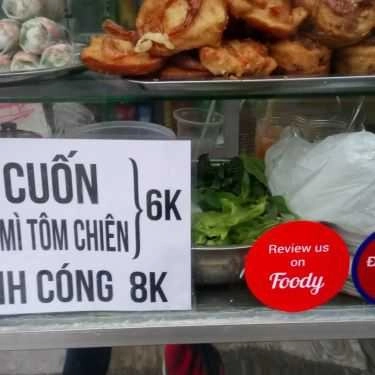 CUỐN
MÌ TÔM CHIÊN
6K
NH CÓNG 8K
Review us
on
Foody
Đ